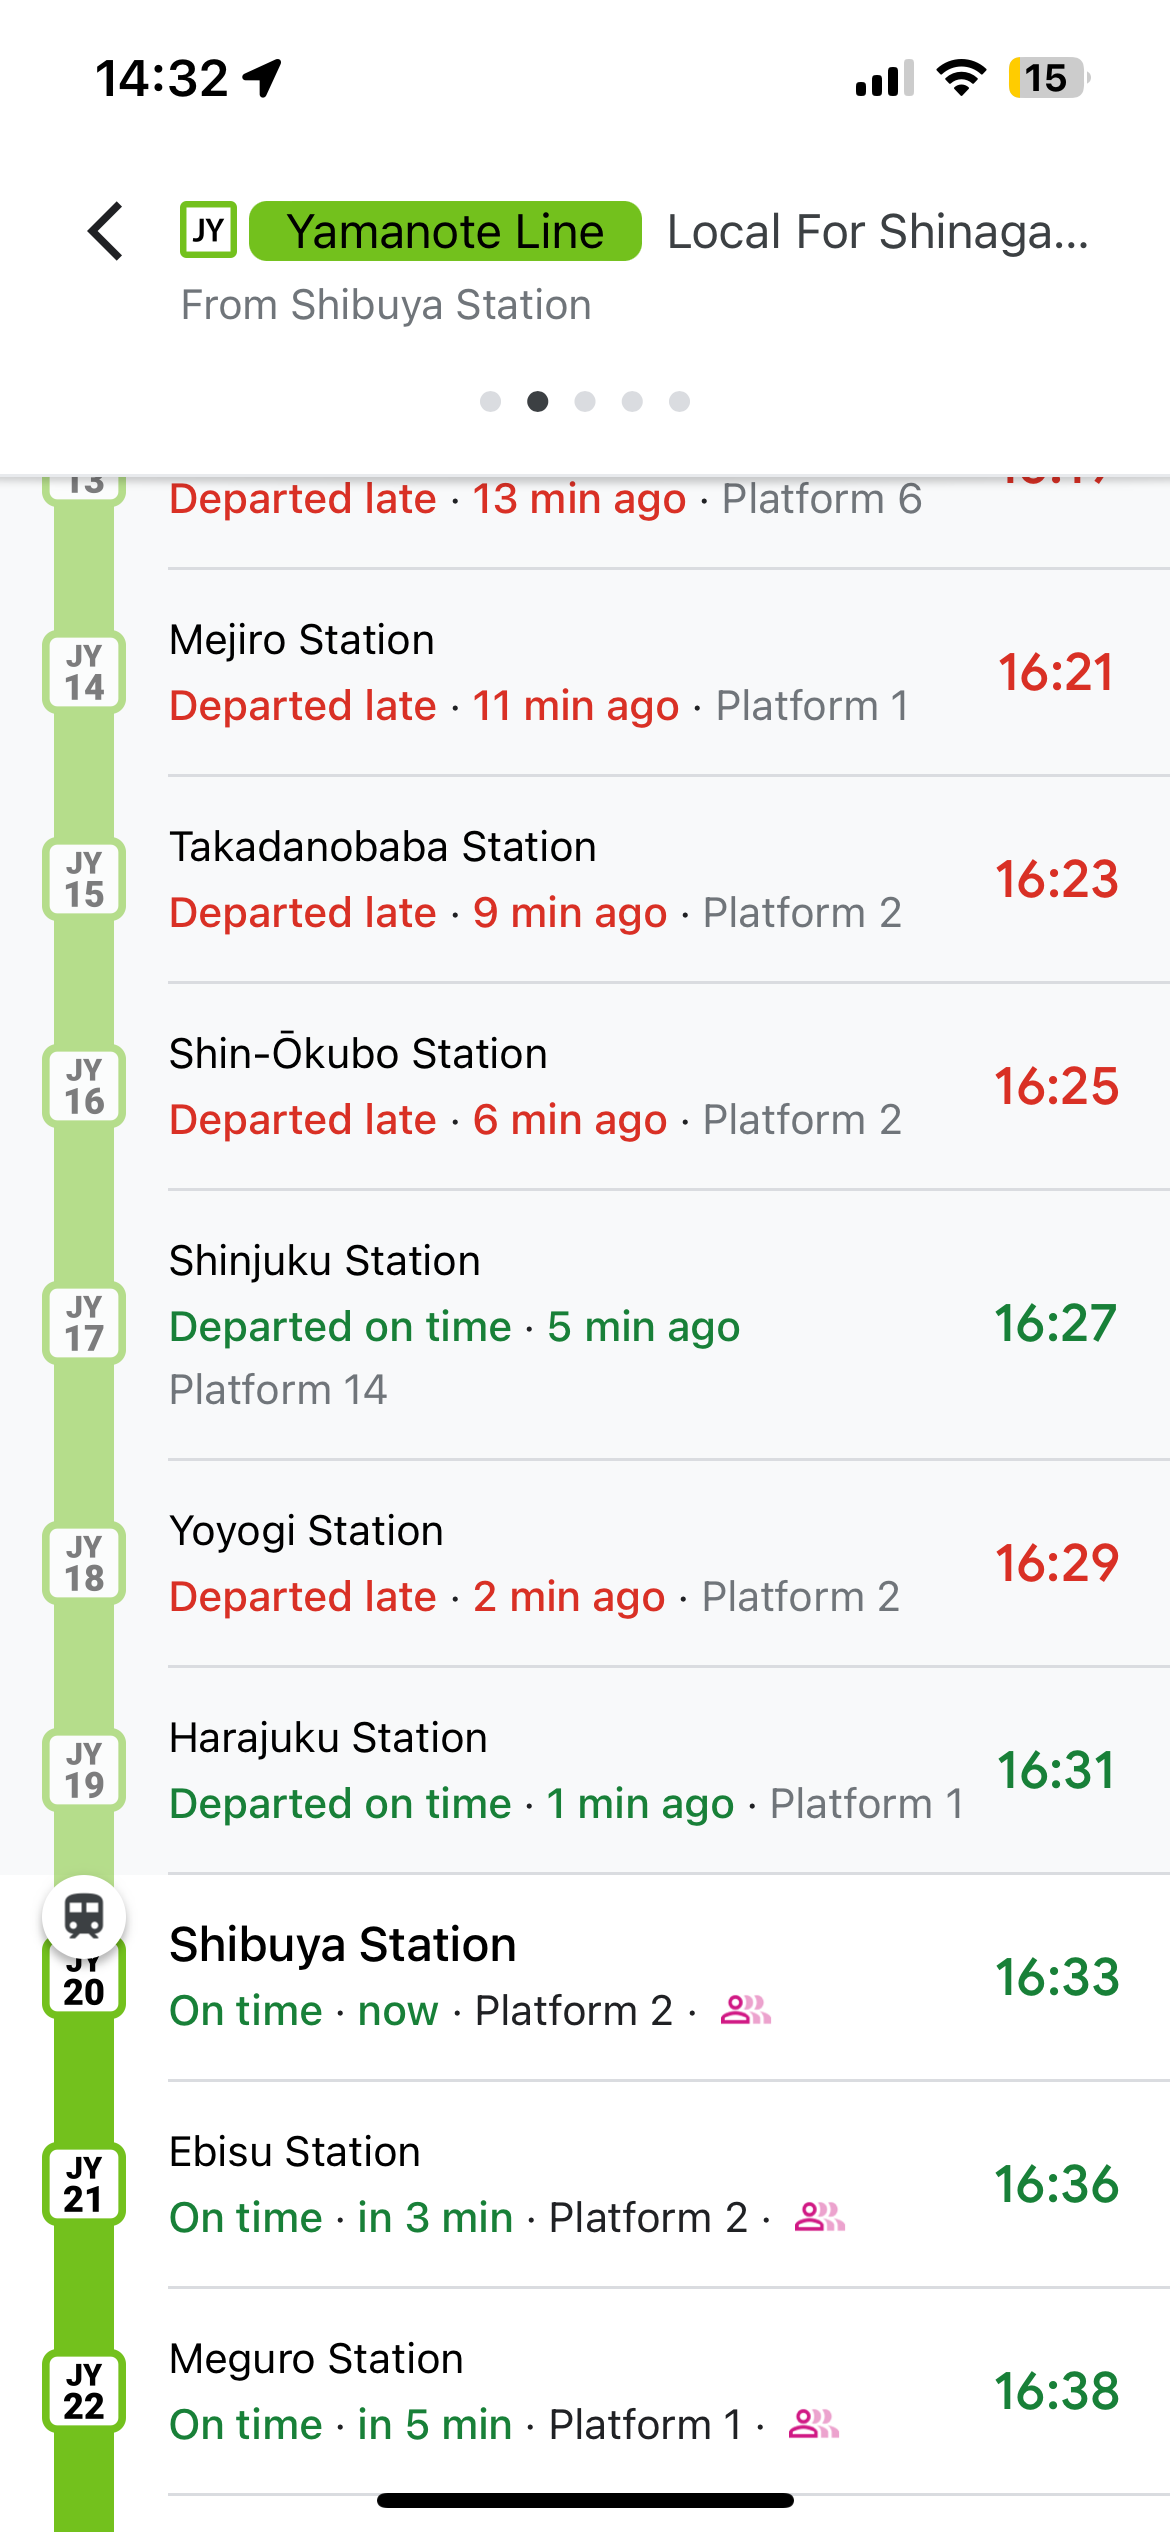 14:32
15
JY Yamanote Line Local For Shinaga...
From Shibuya Station
13
Departed late · 13 min ago · Platform 6
JY 14
Mejiro Station
Departed late · 11 min ago · Platform 1
16:21
JY 15
Takadanobaba Station
Departed late · 9 min ago · Platform 2
16:23
JY 16
Shin-Ōkubo Station
Departed late · 6 min ago · Platform 2
16:25
JY 17
Shinjuku Station
Departed on time · 5 min ago
Platform 14
16:27
JY 18
Yoyogi Station
Departed late · 2 min ago · Platform 2
16:29
JY 19
Harajuku Station
Departed on time · 1 min ago · Platform 1
16:31
JY 20
Shibuya Station
On time · now · Platform 2 ·
16:33
JY 21
Ebisu Station
On time · in 3 min · Platform 2 ·
16:36
JY 22
Meguro Station
On time · in 5 min · Platform 1 ·
16:38